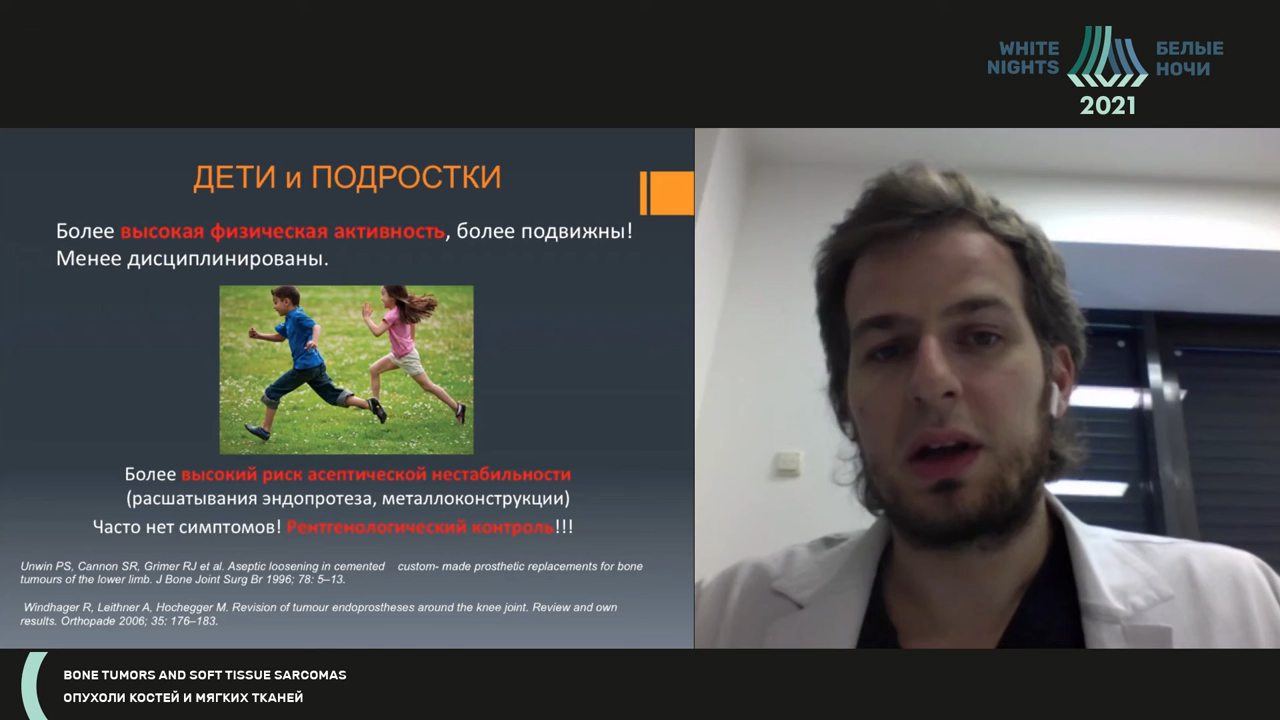 WHITE NIGHTS
БЕЛЫЕ НОЧИ
2021
ДЕТИ и ПОДРОСТКИ
Более высокая физическая активность, более подвижны!
Менее дисциплинированы.
Более высокий риск асептической нестабильности
(расшатывания эндопротеза, металлоконструкции)
Часто нет симптомов! Рентгенологический контроль!!!
Unwin PS, Cannon SR, Grimer RJ et al. Aseptic loosening in cemented custom- made prosthetic replacements for bone
tumours of the lower limb. J Bone Joint Surg Br 1996; 78: 5–13.
Windhager R, Leithner A, Hochegger M. Revision of tumour endoprostheses around the knee joint. Review and own
results. Orthopade 2006; 35: 176–183.
BONE TUMORS AND SOFT TISSUE SARCOMAS
ОПУХОЛИ КОСТЕЙ И МЯГКИХ ТКАНЕЙ